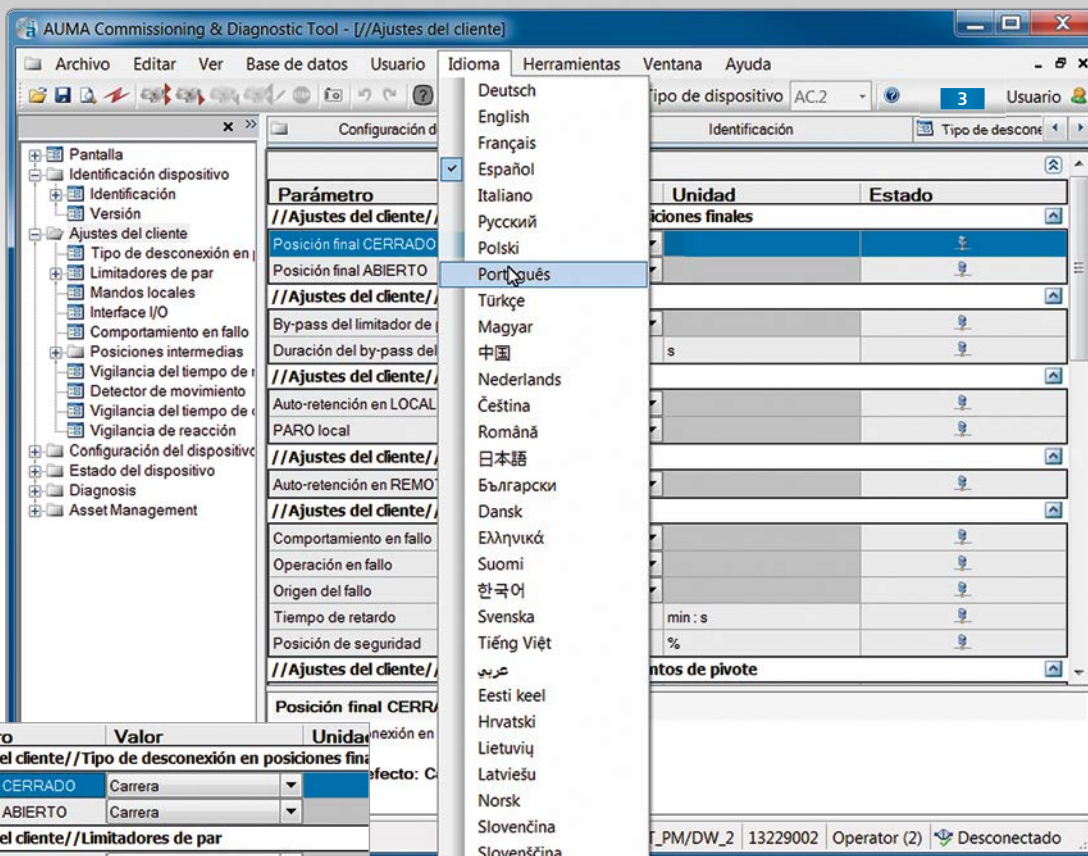 AUMA Commissioning & Diagnostic Tool - [//Ajustes del cliente]
Archivo Editar Ver Base de datos Usuario Idioma Herramientas Ventana Ayuda
Tipo de dispositivo AC.2 3 Usuario
Configuración d Identificación Tipo de descone
Pantalla
Identificación dispositivo
Identificación
Versión
Ajustes del cliente
Tipo de desconexión en
Limitadores de par
Mandos locales
Interface I/O
Comportamiento en fallo
Posiciones intermedias
Vigilancia del tiempo de
Detector de movimiento
Vigilancia del tiempo de
Vigilancia de reacción
Configuración del dispositivo
Estado del dispositivo
Diagnosis
Asset Management
Deutsch
English
Français
Español
Italiano
Русский
Polski
Português
Türkçe
Magyar
中国
Nederlands
Čeština
Română
日本語
Български
Dansk
Ελληνικά
Suomi
한국어
Svenska
Tiếng Việt
عربي
Eesti keel
Hrvatski
Lietuvių
Latviešu
Norsk
Slovenčina
Slovenščina
Parámetro Unidad Estado
//Ajustes del cliente// iciones finales
Posición final CERRADO
Posición final ABIERTO
//Ajustes del cliente//
By-pass del limitador de
Duración del by-pass del s
//Ajustes del cliente//
Auto-retención en LOCAL
PARO local
//Ajustes del cliente//
Auto-retención en REMOT
//Ajustes del cliente//
Comportamiento en fallo
Operación en fallo
Origen del fallo
Tiempo de retardo min : s
Posición de seguridad %
//Ajustes del cliente// ntos de pivote
Posición final CERRA
nexión en
efecto: Ca
o Valor Unidad
el cliente//Tipo de desconexión en posiciones fina
CERRADO Carrera
ABIERTO Carrera
el cliente//Limitadores de par
T_PM/DW_2 13229002 Operator (2) Desconectado